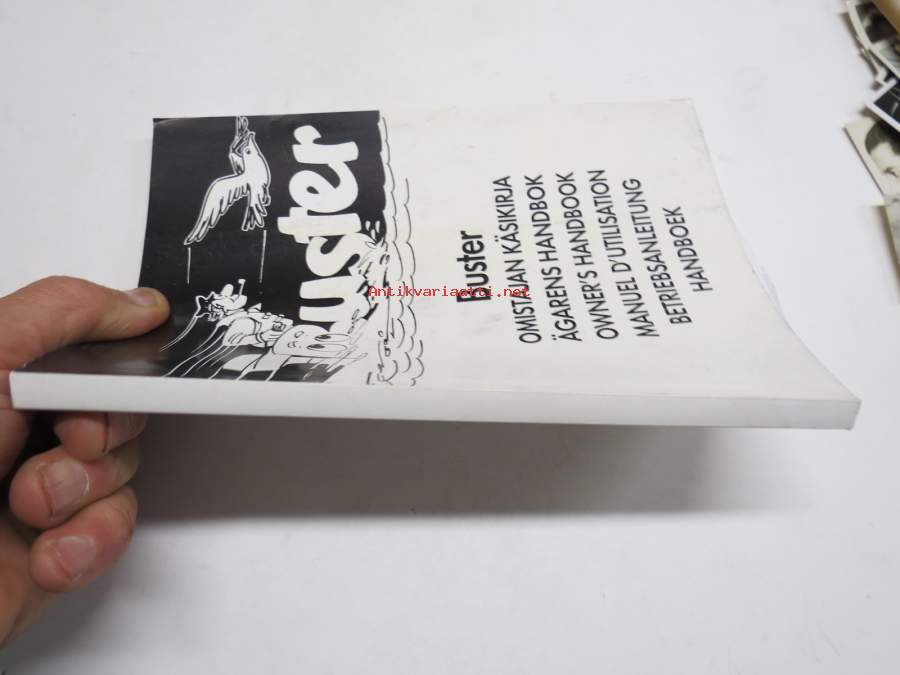 Buster
Buster
OMISTAJAN KÄSIKIRJA
ÄGARENS HANDBOK
OWNER'S HANDBOOK
MANUEL D'UTILISATION
BETRIEBSANLEITUNG
HANDBOEK
Antikvariaatti.net